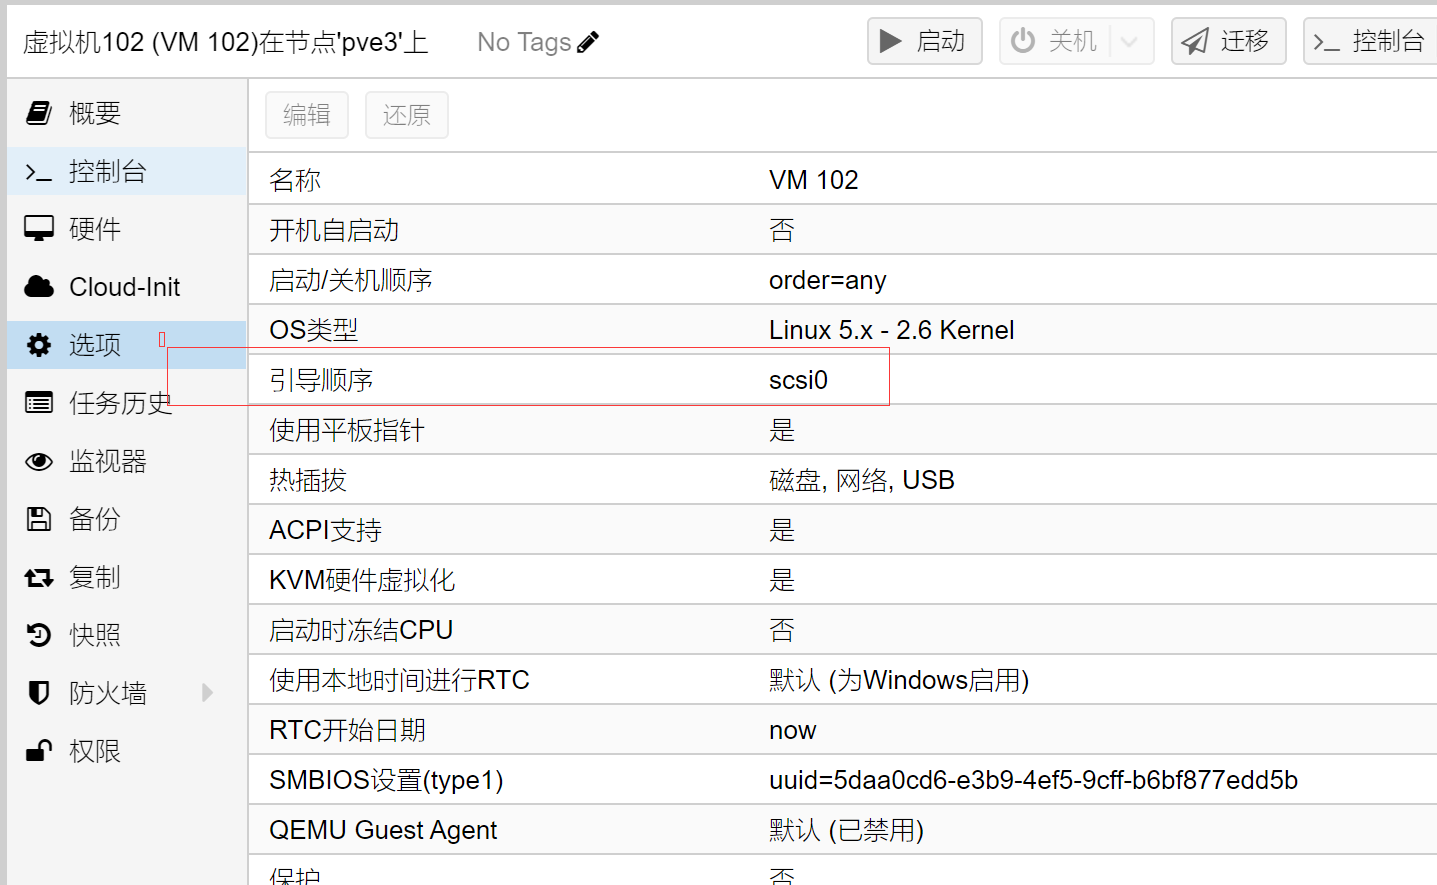 虚拟机102 (VM 102)在节点'pve3'上 No Tags 启动 关机 迁移 控制台
概要
控制台
硬件
Cloud-Init
选项
任务历史
监视器
备份
复制
快照
防火墙
权限
编辑 还原
名称 VM 102
开机自启动 否
启动/关机顺序 order=any
OS类型 Linux 5.x - 2.6 Kernel
引导顺序 scsi0
使用平板指针 是
热插拔 磁盘, 网络, USB
ACPI支持 是
KVM硬件虚拟化 是
启动时冻结CPU 否
使用本地时间进行RTC 默认 (为Windows启用)
RTC开始日期 now
SMBIOS设置(type1) uuid=5daa0cd6-e3b9-4ef5-9cff-b6bf877edd5b
QEMU Guest Agent 默认 (已禁用)
保护 否